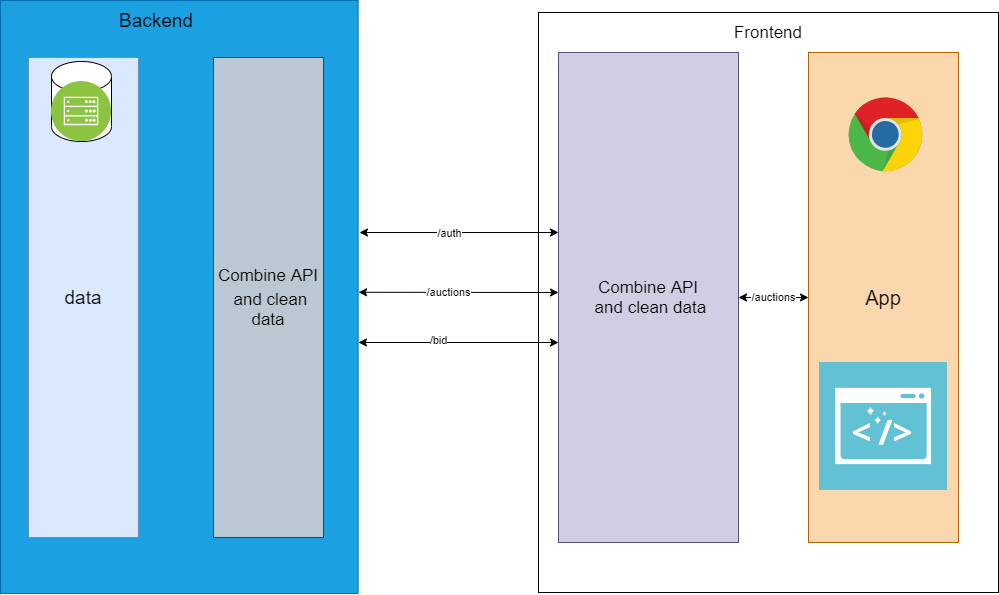 Backend
Frontend
data
Combine API
and clean
data
/auth
/auctions
/bid
Combine API
and clean data
/auctions
App
</>